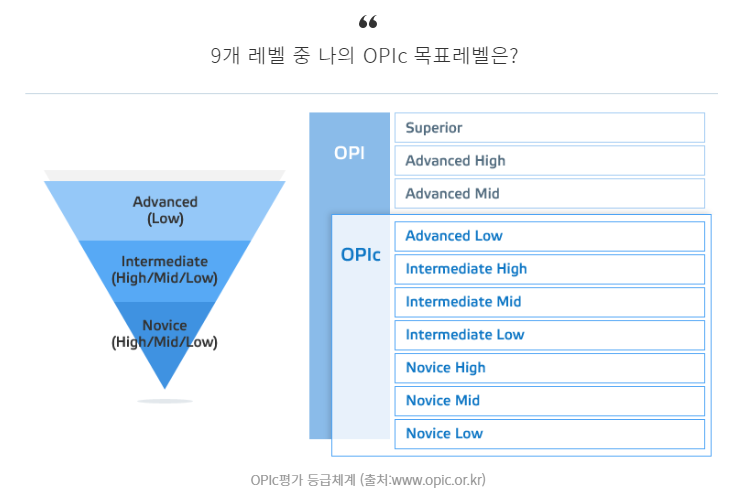 “
9개 레벨 중 나의 OPIc 목표레벨은?
Advanced
(Low)
Intermediate
(High/Mid/Low)
Novice
(High/Mid/Low)
OPI
Superior
Advanced High
Advanced Mid
OPIc
Advanced Low
Intermediate High
Intermediate Mid
Intermediate Low
Novice High
Novice Mid
Novice Low
OPIc평가 등급체계 (출처:www.opic.or.kr)